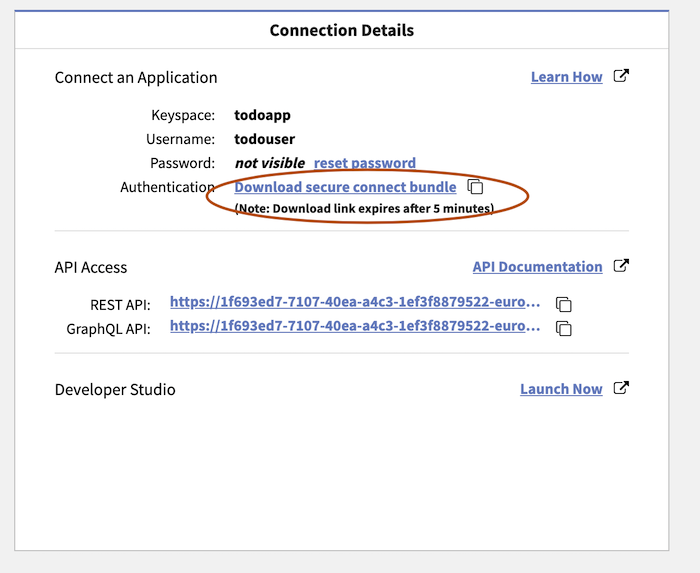 Connection Details
Connect an Application
Learn How
Keyspace: todoapp
Username: todouser
Password: not visible reset password
Authentication Download secure connect bundle
(Note: Download link expires after 5 minutes)
API Access
API Documentation
REST API: https://1f693ed7-7107-40ea-a4c3-1ef3f8879522-euro...
GraphQL API: https://1f693ed7-7107-40ea-a4c3-1ef3f8879522-euro...
Developer Studio
Launch Now